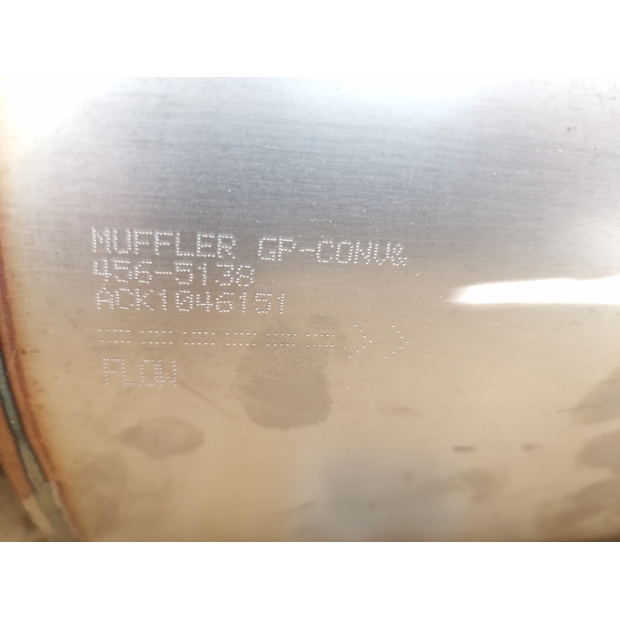 MUFFLER GP-CONV&
456-5138
ACK1046151
FLOW